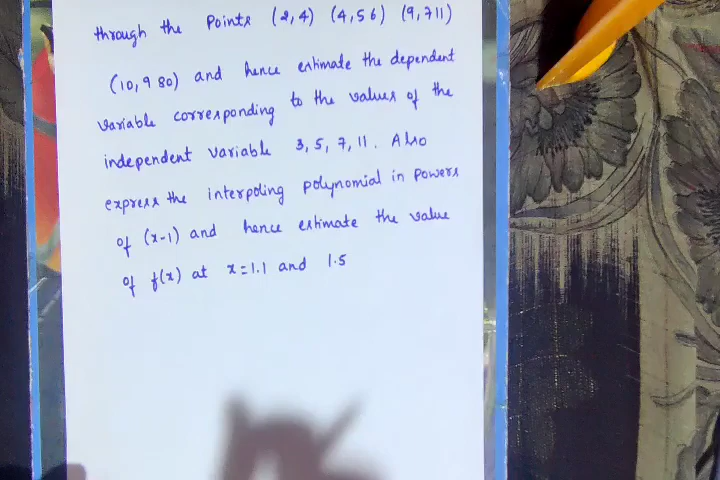 through the points (2,4) (4,56) (9,711)
(10,980) and hence estimate the dependent
variable corresponding to the values of the
independent variable 3, 5, 7, 11. Also
express the interpoling polynomial in powers
of (x-1) and hence estimate the value
of f(x) at x=1.1 and 1.5